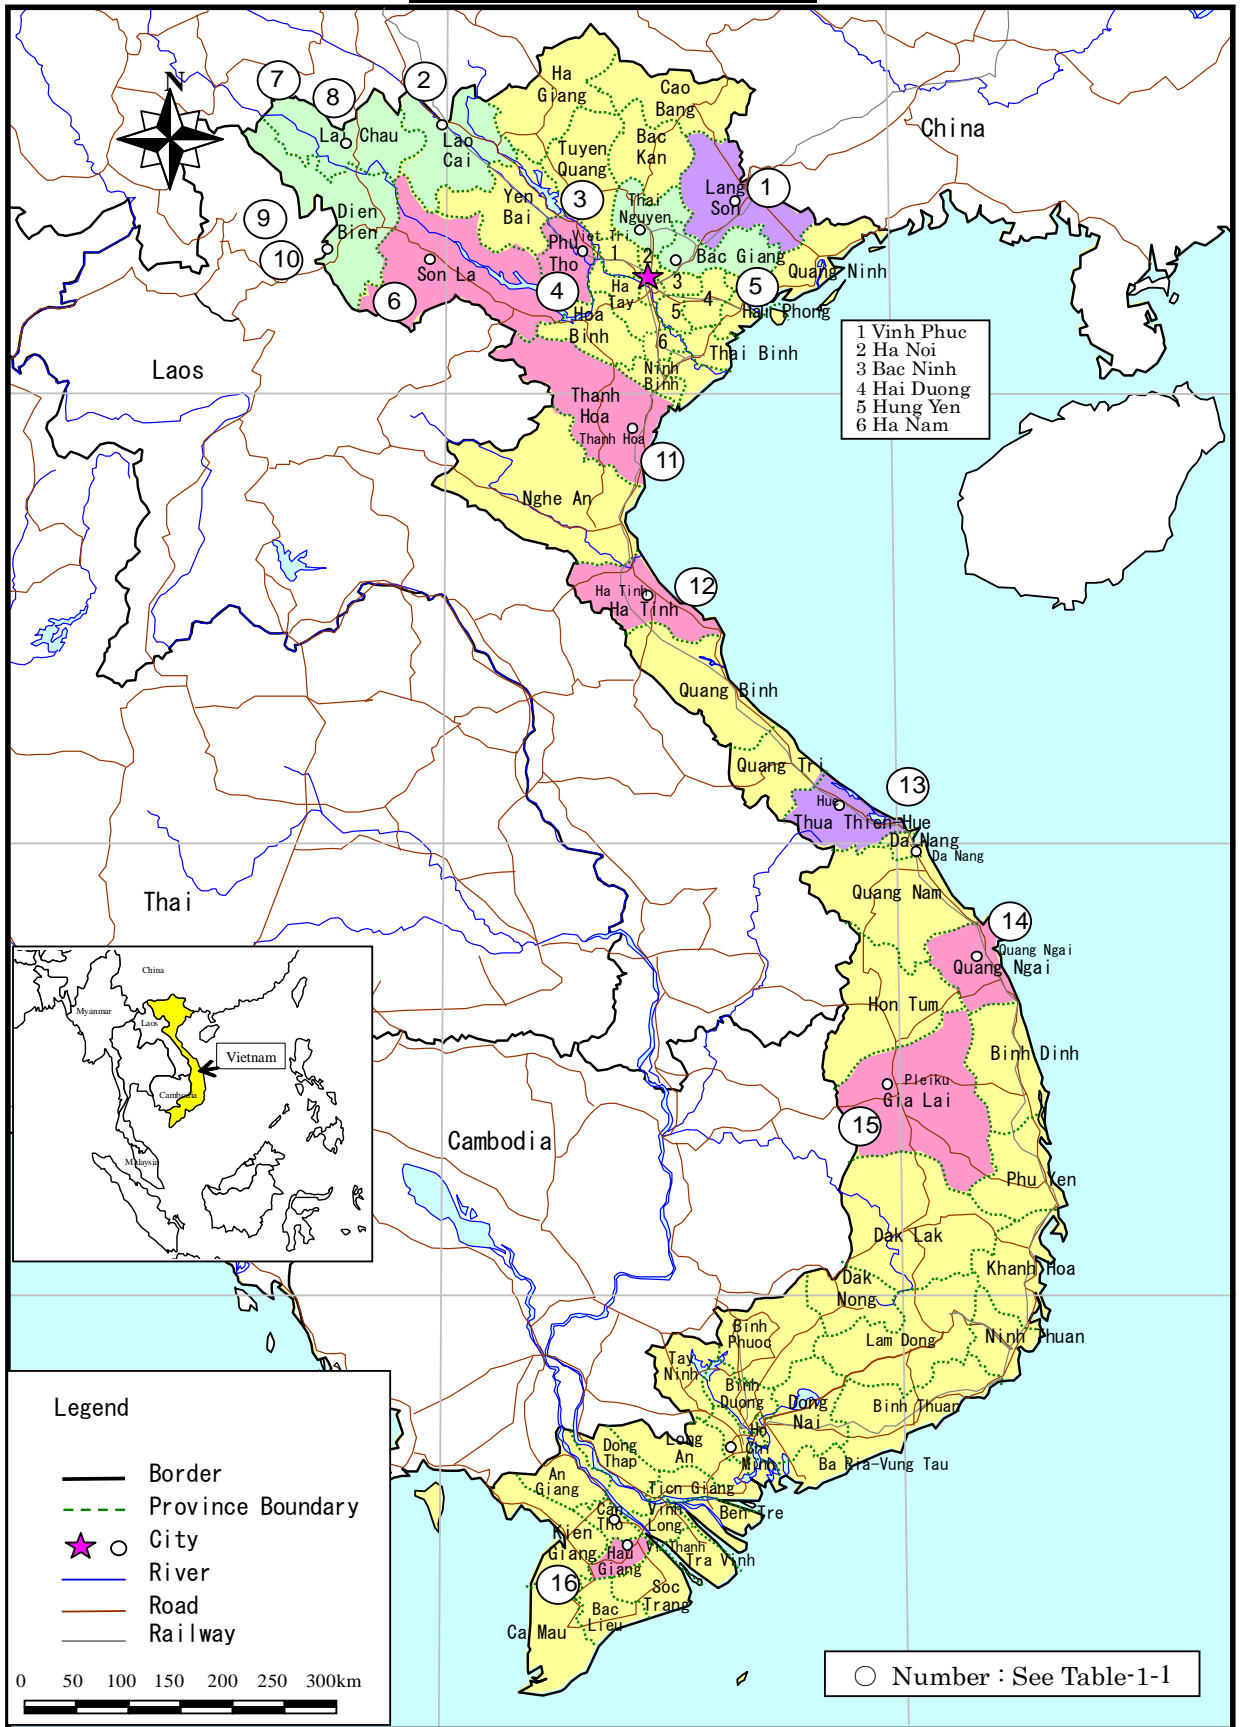 N
7
8
2
Ha
Giang
Cao
Bang
China
Lai Chau
Lao
Cai
Tuyen
Quang
Bac
Kan
1
Lang
Son
3
Yen
Bai
Thai
Nguyen
9
10
Dien
Bien
Viet Tri
Phu
Tho
1
2
3
4
5
6
Bac Giang
Quang Ninh
Son La
6
4
5
Ha
Tay
Hai Phong
Hoa
Binh
Thai Binh
Ninh
Binh
1 Vinh Phuc
2 Ha Noi
3 Bac Ninh
4 Hai Duong
5 Hung Yen
6 Ha Nam
Laos
Thanh
Hoa
Thanh Hoa
11
Nghe An
12
Ha Tinh
Ha Tinh
Quang Binh
Quang Tri
13
Hue
Thua Thien-Hue
Da Nang
Da Nang
Thai
Quang Nam
14
Quang Ngai
Quang Ngai
Hon Tum
Binh Dinh
Pleiku
Gia Lai
15
China
Myanmar
Laos
Vietnam
Cambodia
Malaysia
Cambodia
Phu Yen
Dak Lak
Khanh Hoa
Dak
Nong
Binh
Phuoc
Lam Dong
Ninh Thuan
Tay
Ninh
Binh
Duong
Dong
Nai
Binh Thuan
Ho
Chi
Minh
Long
An
Ba Ria-Vung Tau
Dong
Thap
An
Giang
Ticn Giang
Ben Tre
Can
Tho
Vinh
Long
Kien
Giang
Hau
Giang
Vi Thanh
Tra Vinh
16
Soc
Trang
Bac
Lieu
Ca Mau
Legend
Border
Province Boundary
City
River
Road
Railway
0 50 100 150 200 250 300km
Number : See Table-1-1